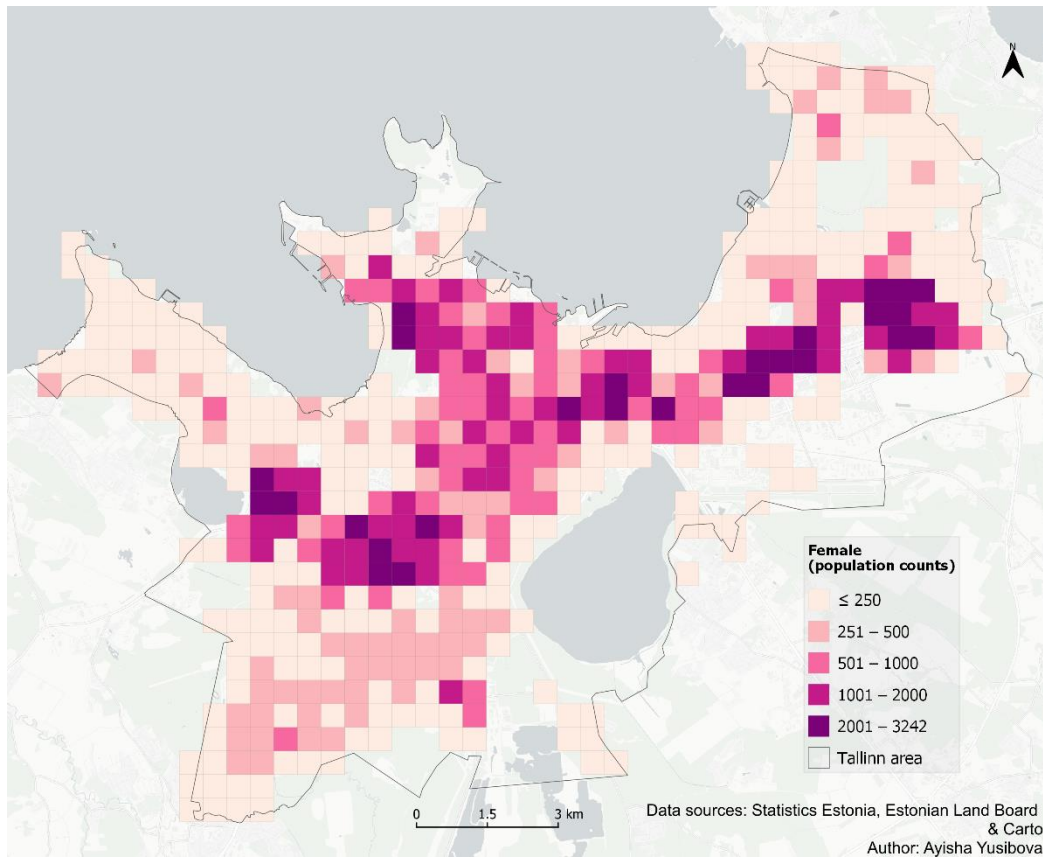 N
Female
(population counts)
≤ 250
251 – 500
501 – 1000
1001 – 2000
2001 – 3242
Tallinn area
0 1.5 3 km
Data sources: Statistics Estonia, Estonian Land Board
& Carto
Author: Ayisha Yusibova